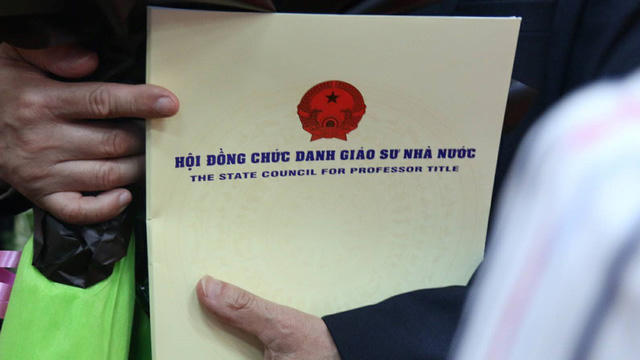 HỘI ĐỒNG CHỨC DANH GIÁO SƯ NHÀ NƯỚC
THE STATE COUNCIL FOR PROFESSOR TITLE